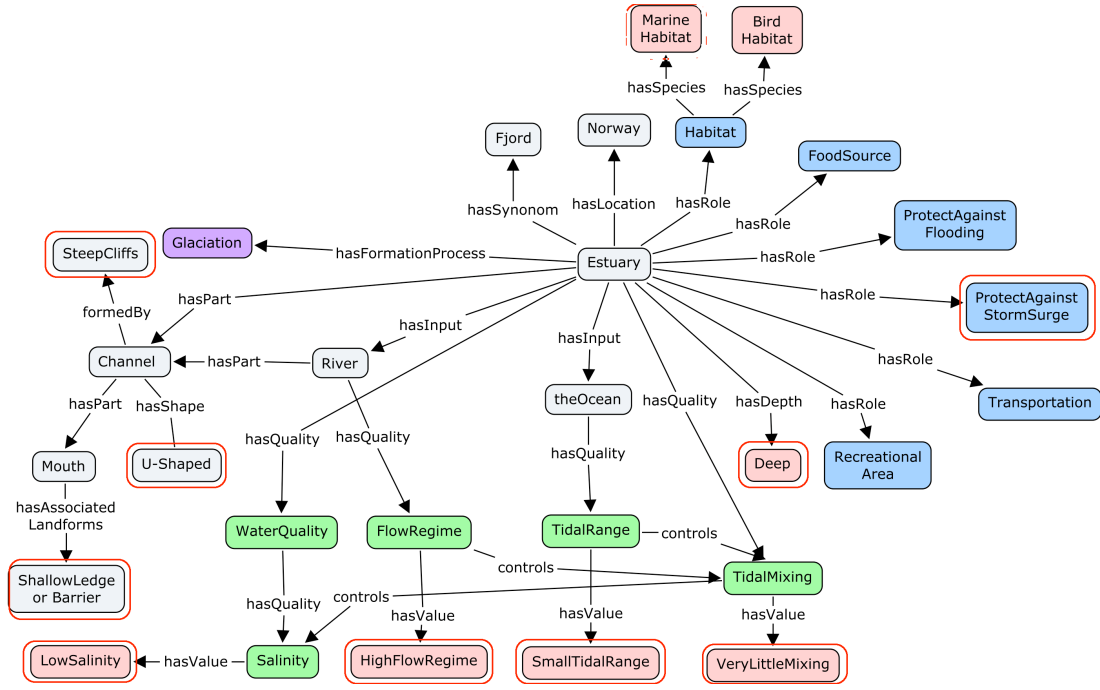 Marine
Habitat
Bird
Habitat
hasSpecies
hasSpecies
Fjord
Norway
Habitat
FoodSource
hasSynonom
hasLocation
hasRole
hasRole
ProtectAgainst
Flooding
SteepCliffs
Glaciation
hasFormationProcess
Estuary
hasRole
hasPart
formedBy
hasInput
hasRole
ProtectAgainst
StormSurge
Channel
hasPart
River
hasInput
hasRole
hasPart
hasShape
theOcean
hasQuality
hasDepth
hasRole
Transportation
hasQuality
hasQuality
hasQuality
Mouth
U-Shaped
Deep
Recreational
Area
hasAssociated
Landforms
WaterQuality
FlowRegime
TidalRange
controls
controls
TidalMixing
ShallowLedge
or Barrier
hasQuality
controls
hasValue
hasValue
hasValue
LowSalinity
hasValue
Salinity
HighFlowRegime
SmallTidalRange
VeryLittleMixing